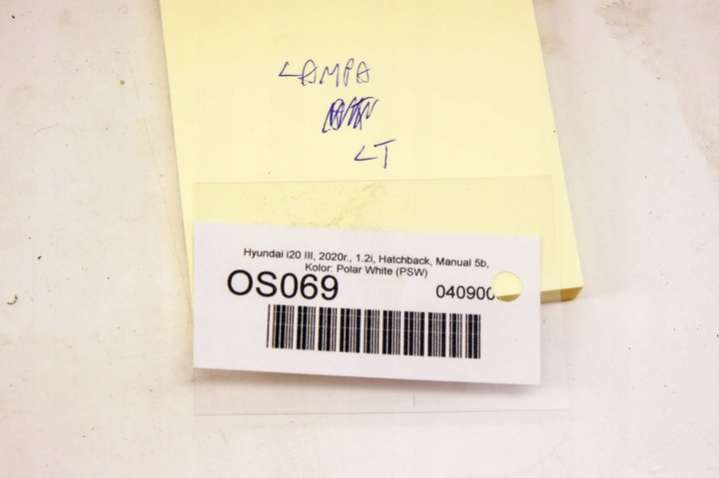 LAMPA
LT
Hyundai i20 III, 2020r., 1.2i, Hatchback, Manual 5b,
Kolor: Polar White (PSW)
OS069 040900